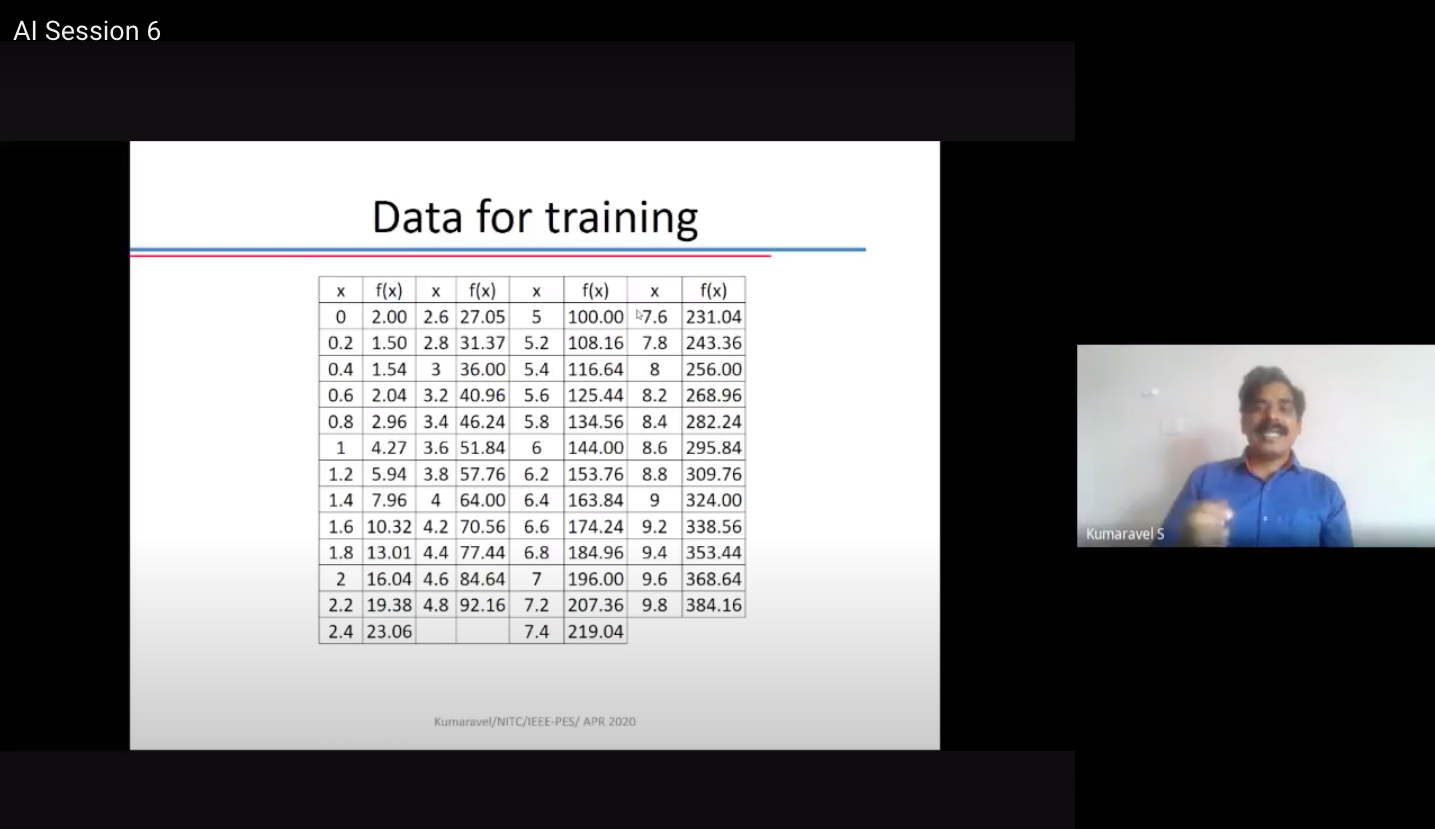 AI Session 6
Data for training
x f(x) x f(x) x f(x) x f(x)
0 2.00 2.6 27.05 5 100.00 7.6 231.04
0.2 1.50 2.8 31.37 5.2 108.16 7.8 243.36
0.4 1.54 3 36.00 5.4 116.64 8 256.00
0.6 2.04 3.2 40.96 5.6 125.44 8.2 268.96
0.8 2.96 3.4 46.24 5.8 134.56 8.4 282.24
1 4.27 3.6 51.84 6 144.00 8.6 295.84
1.2 5.94 3.8 57.76 6.2 153.76 8.8 309.76
1.4 7.96 4 64.00 6.4 163.84 9 324.00
1.6 10.32 4.2 70.56 6.6 174.24 9.2 338.56
1.8 13.01 4.4 77.44 6.8 184.96 9.4 353.44
2 16.04 4.6 84.64 7 196.00 9.6 368.64
2.2 19.38 4.8 92.16 7.2 207.36 9.8 384.16
2.4 23.06 7.4 219.04
Kumaravel/NITC/IEEE-PES/ APR 2020
Kumaravel S